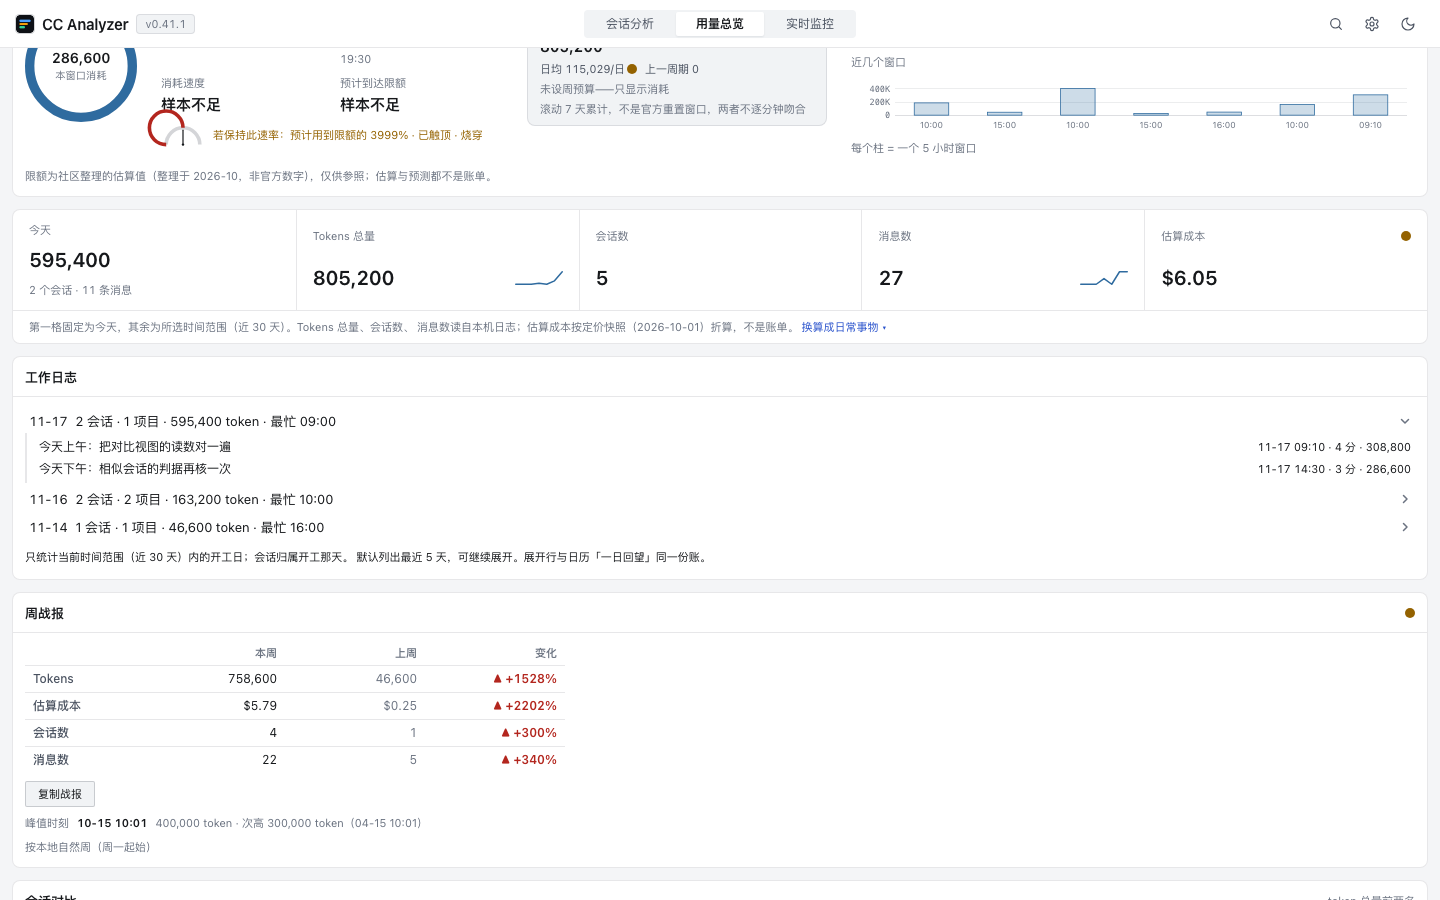 CC Analyzer v0.41.1 会话分析 用量总览 实时监控
286,600
本窗口消耗
19:30
消耗速度 预计到达限额
样本不足 样本不足
若保持此速率：预计用到限额的 3999% · 已触顶 · 烧穿
805,200
日均 115,029/日 上一周期 0
未设周预算——只显示消耗
滚动 7 天累计，不是官方重置窗口，两者不逐分钟吻合
近几个窗口
400K
200K
0
10:00 15:00 10:00 15:00 16:00 10:00 09:10
每个柱 = 一个 5 小时窗口
限额为社区整理的估算值（整理于 2026-10，非官方数字），仅供参照；估算与预测都不是账单。
今天
595,400
2 个会话 · 11 条消息
Tokens 总量
805,200
会话数
5
消息数
27
估算成本
$6.05
第一格固定为今天，其余为所选时间范围（近 30 天）。Tokens 总量、会话数、消息数读自本机日志；估算成本按定价快照（2026-10-01）折算，不是账单。 换算成日常事物
工作日志
11-17 2 会话 · 1 项目 · 595,400 token · 最忙 09:00
今天上午：把对比视图的读数对一遍 11-17 09:10 · 4 分 · 308,800
今天下午：相似会话的判据再核一次 11-17 14:30 · 3 分 · 286,600
11-16 2 会话 · 2 项目 · 163,200 token · 最忙 10:00
11-14 1 会话 · 1 项目 · 46,600 token · 最忙 16:00
只统计当前时间范围（近 30 天）内的开工日；会话归属开工那天。 默认列出最近 5 天，可继续展开。展开行与日历「一日回望」同一份账。
周战报
本周 上周 变化
Tokens 758,600 46,600 ▲ +1528%
估算成本 $5.79 $0.25 ▲ +2202%
会话数 4 1 ▲ +300%
消息数 22 5 ▲ +340%
复制战报
峰值时刻 10-15 10:01 400,000 token · 次高 300,000 token（04-15 10:01）
按本地自然周（周一起始）
会话对比 token 总量前两名